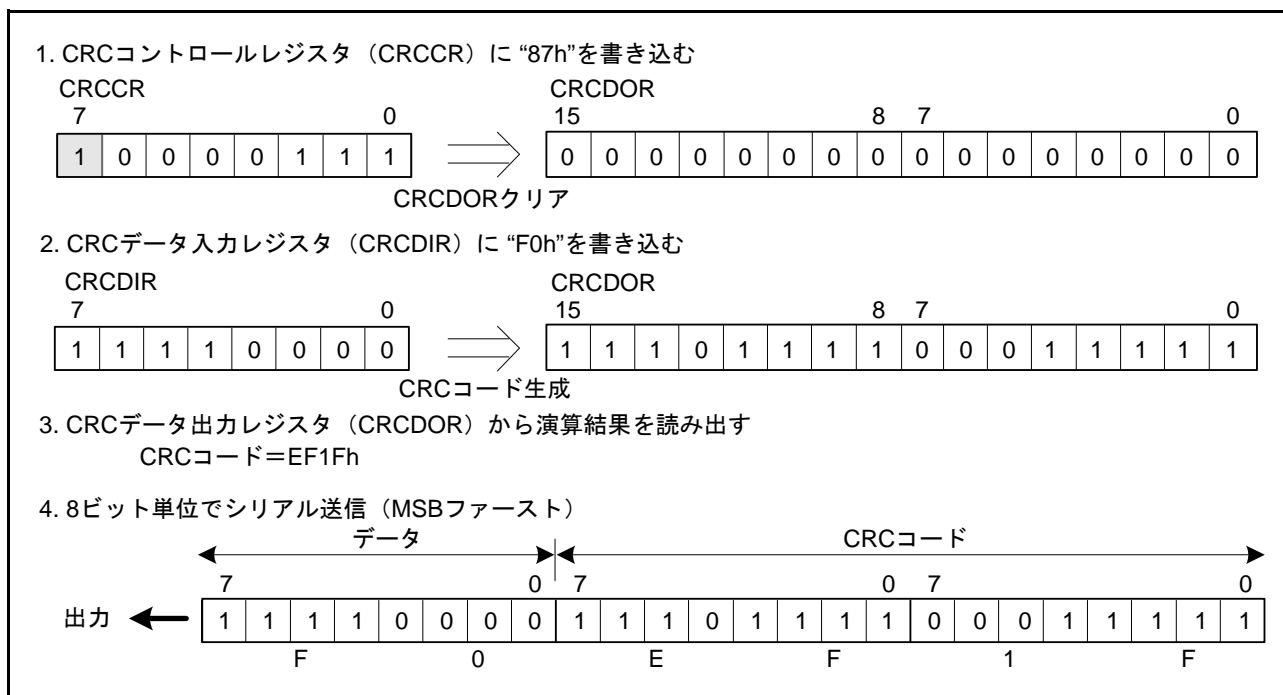 1. CRCコントロールレジスタ（CRCCR）に “87h”を書き込む
CRCCR CRCDOR
7 0 15 8 7 0
1 0 0 0 0 1 1 1 0 0 0 0 0 0 0 0 0 0 0 0 0 0 0 0
CRCDORクリア
2. CRCデータ入力レジスタ（CRCDIR）に “F0h”を書き込む
CRCDIR CRCDOR
7 0 15 8 7 0
1 1 1 1 0 0 0 0 1 1 1 0 1 1 1 1 0 0 0 1 1 1 1 1
CRCコード生成
3. CRCデータ出力レジスタ（CRCDOR）から演算結果を読み出す
CRCコード＝EF1Fh
4. 8ビット単位でシリアル送信（MSBファースト）
データ CRCコード
7 0 7 0 7 0
出力 1 1 1 1 0 0 0 0 1 1 1 0 1 1 1 1 0 0 0 1 1 1 1 1
F 0 E F 1 F